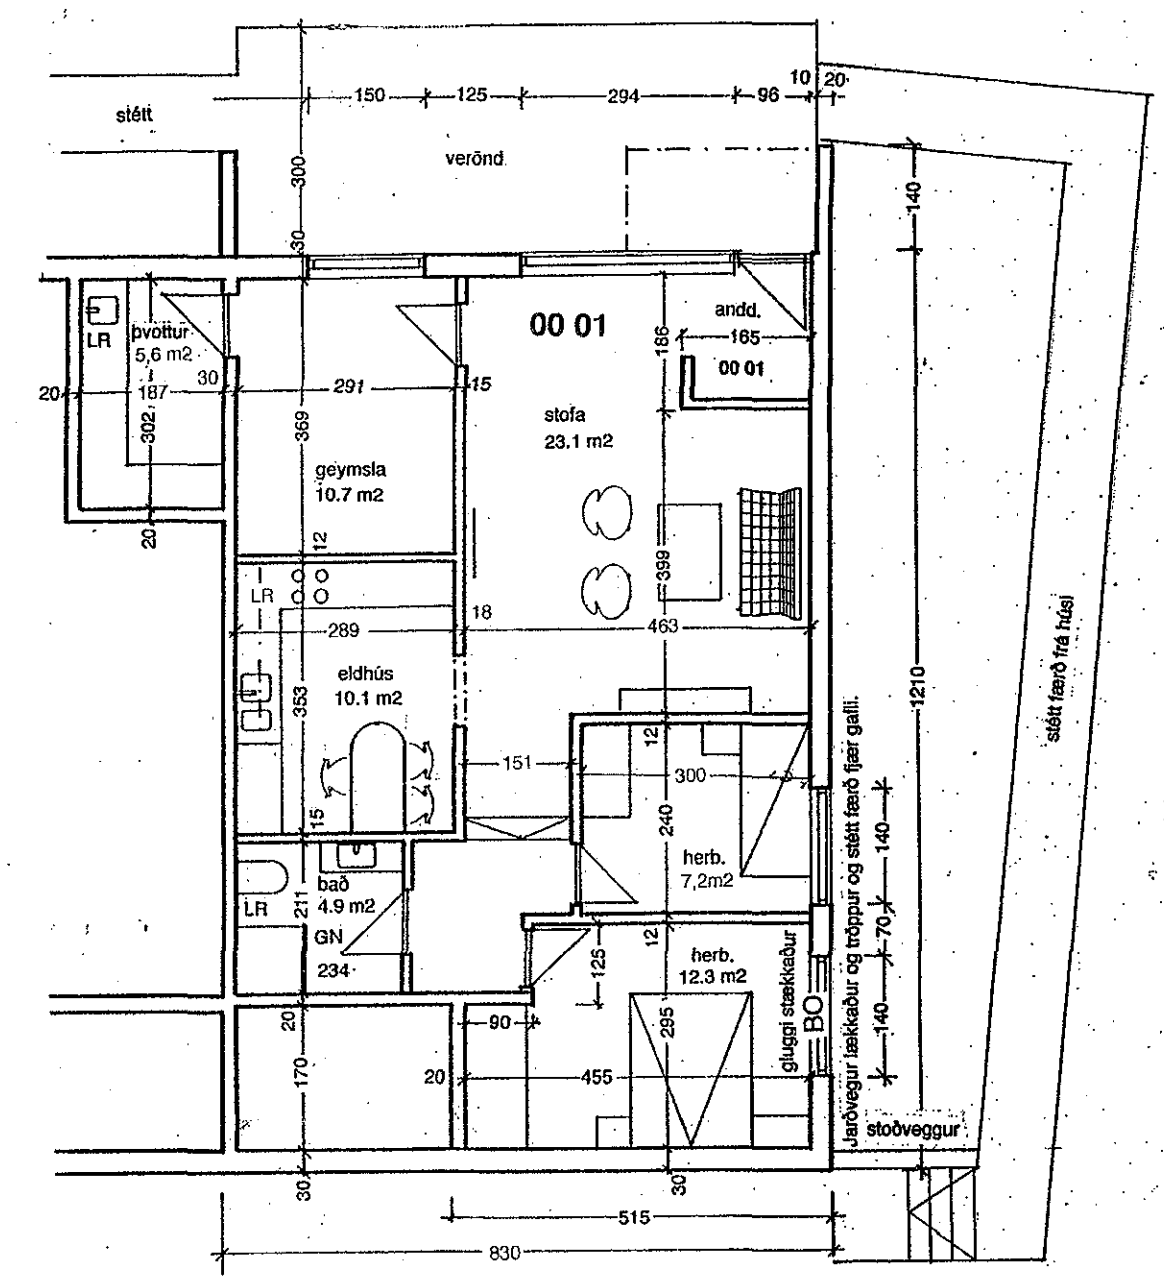 10 20
150 125 294 96
stétt
verönd
300
140
30
00 01
andd.
þvottur
5,6 m2
LR
186
165
00 01
30
20 187 291 15
302
369
stofa
23.1 m2
geymsla
10.7 m2
20
12
399
LR
18
289 463
eldhús
10.1 m2
353
1210
stétt færð frá húsi
12
151 300
15
240
140
herb.
7,2m2
bað
4.9 m2
LR
211
GN
234
12
125
70
herb.
12.3 m2
gluggi stækkaður
BO
Jarðvegur lækkaður og tröppur og stétt færð fjær gafli.
20
90
295
140
170
20 455
stoðveggur
30
30
515
830